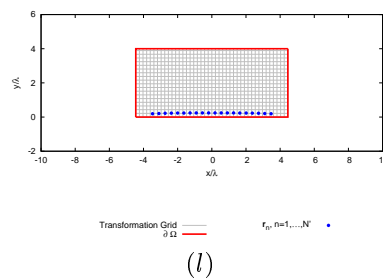 6
4
2
0
-2
y/λ
-10 -8 -6 -4 -2 0 2 4 6 8 1
x/λ
Transformation Grid
∂ Ω
r_n, n=1,...,N'
(l)